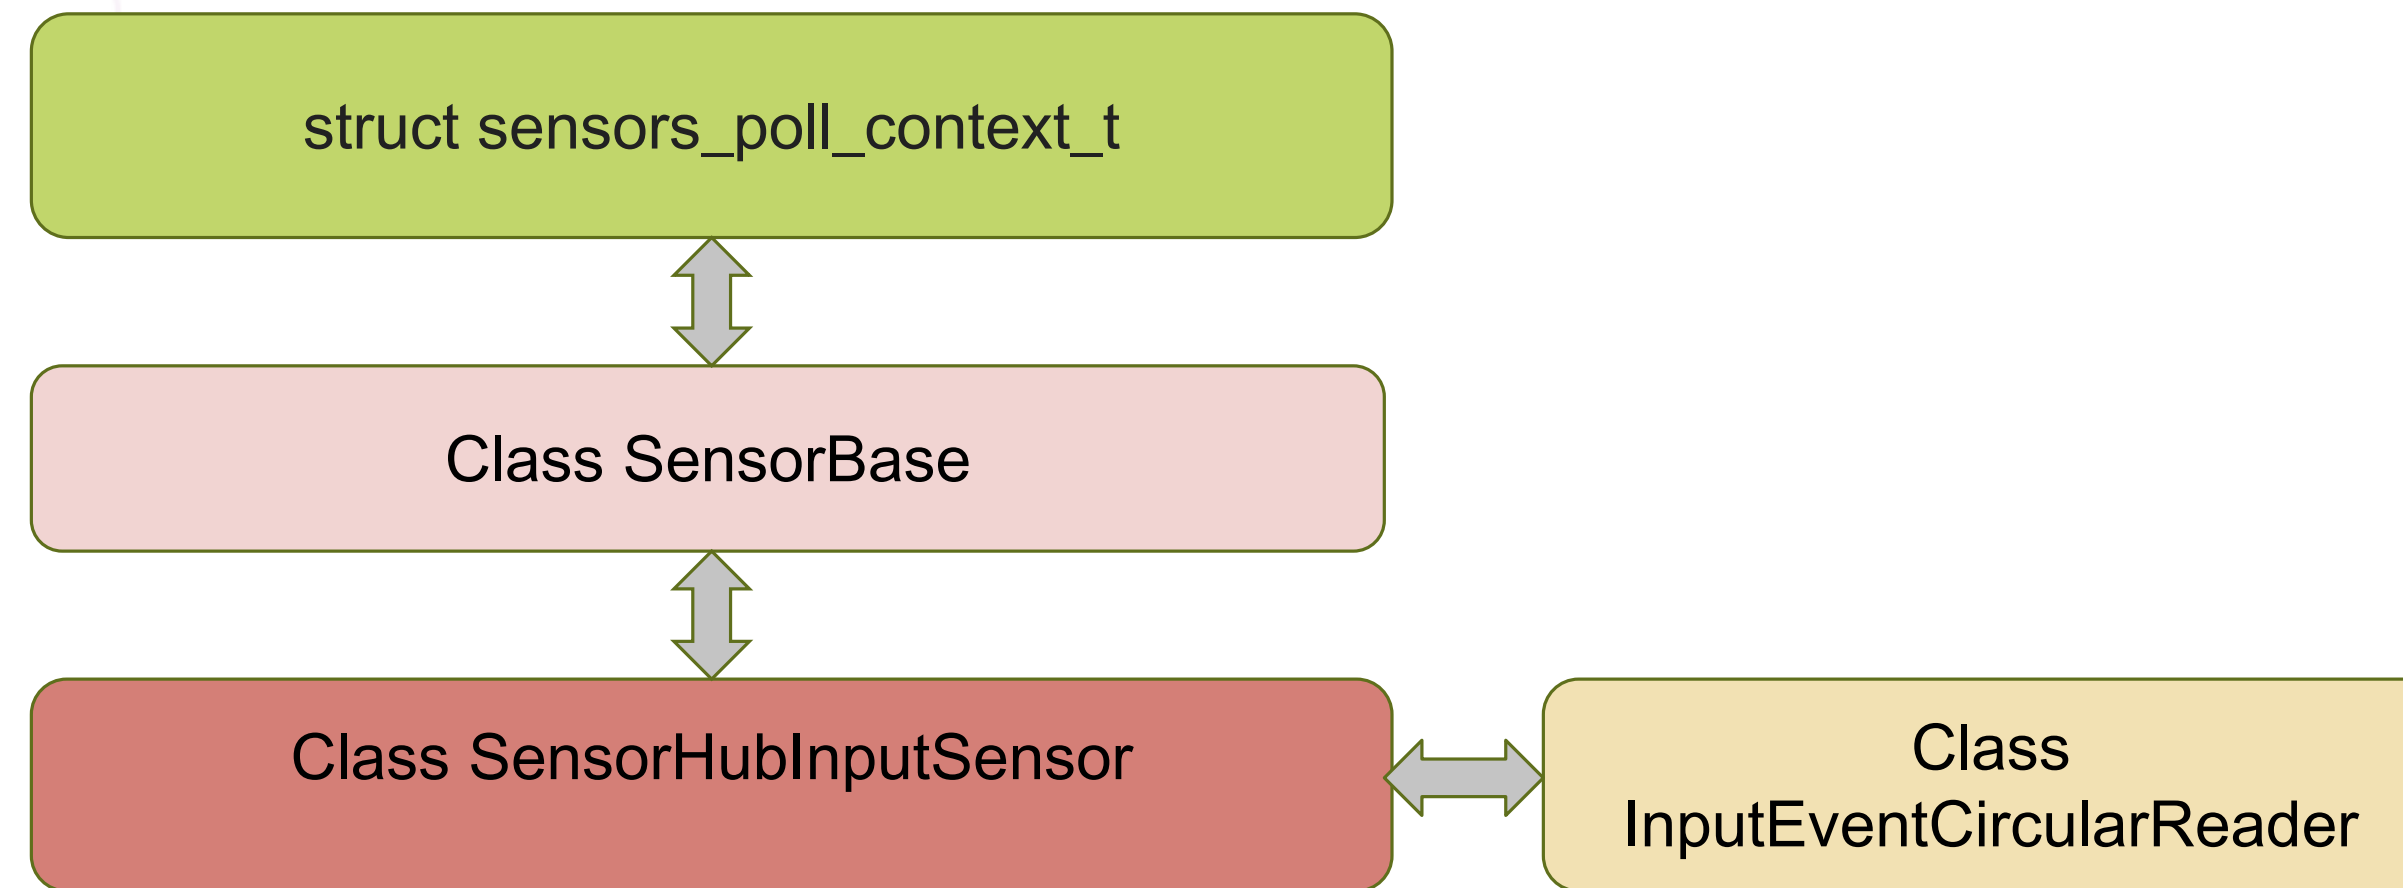 struct sensors_poll_context_t
Class SensorBase
Class SensorHubInputSensor
Class
InputEventCircularReader